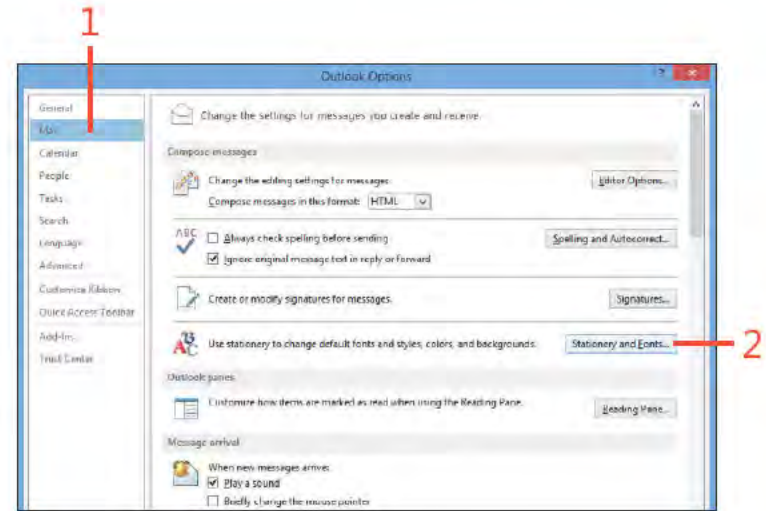 1
Outlook Options
?
General
Mail
Calendar
People
Tasks
Search
Language
Advanced
Customize Ribbon
Quick Access Toolbar
Add-Ins
Trust Center
Change the settings for messages you create and receive.
Compose messages
Change the editing settings for messages.
Editor Options...
Compose messages in this format: HTML
ABC
Always check spelling before sending
Spelling and Autocorrect...
Ignore original message text in reply or forward
Create or modify signatures for messages.
Signatures...
Use stationery to change default fonts and styles, colors, and backgrounds.
Stationery and Fonts...
2
Outlook panes
Customize how items are marked as read when using the Reading Pane.
Reading Pane...
Message arrival
When new messages arrive:
Play a sound
Briefly change the mouse pointer